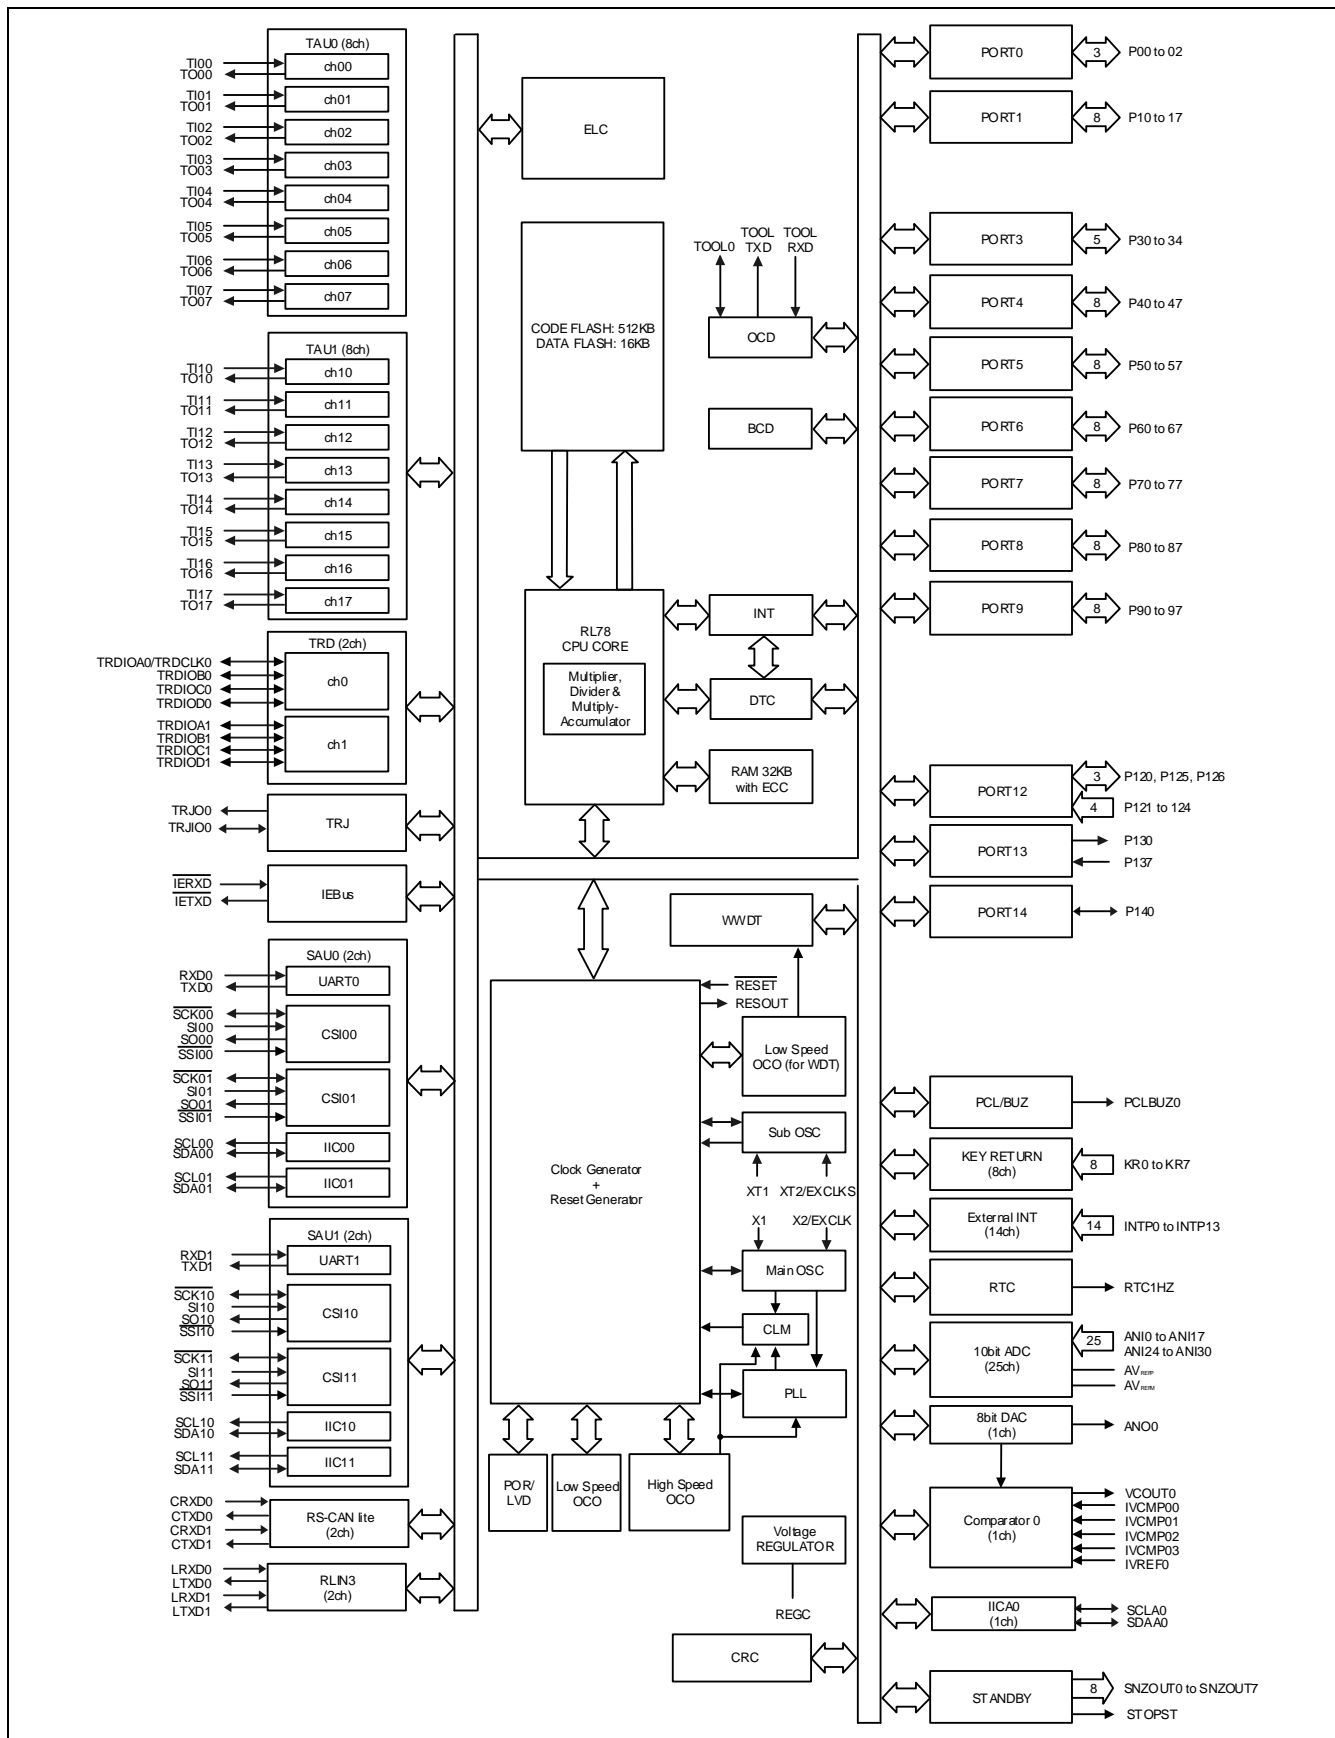 TAU0 (8ch)
TI00
TO00
ch00
TI01
TO01
ch01
TI02
TO02
ch02
TI03
TO03
ch03
TI04
TO04
ch04
TI05
TO05
ch05
TI06
TO06
ch06
TI07
TO07
ch07
TAU1 (8ch)
TI10
TO10
ch10
TI11
TO11
ch11
TI12
TO12
ch12
TI13
TO13
ch13
TI14
TO14
ch14
TI15
TO15
ch15
TI16
TO16
ch16
TI17
TO17
ch17
TRD (2ch)
TRDIOA0/TRDCLK0
TRDIOB0
TRDIOC0
TRDIOD0
ch0
TRDIOA1
TRDIOB1
TRDIOC1
TRDIOD1
ch1
TRJO0
TRJIO0
TRJ
IERXD
IETXD
IEBus
SAU0 (2ch)
RXD0
TXD0
UART0
SCK00
SI00
SO00
SSI00
CSI00
SCK01
SI01
SO01
SSI01
CSI01
SCL00
SDA00
IIC00
SCL01
SDA01
IIC01
SAU1 (2ch)
RXD1
TXD1
UART1
SCK10
SI10
SO10
SSI10
CSI10
SCK11
SI11
SO11
SSI11
CSI11
SCL10
SDA10
IIC10
SCL11
SDA11
IIC11
CRXD0
CTXD0
CRXD1
CTXD1
RS-CAN lite
(2ch)
LRXD0
LTXD0
LRXD1
LTXD1
RLIN3
(2ch)
ELC
CODE FLASH: 512KB
DATA FLASH: 16KB
TOOL0
TOOL
TXD
TOOL
RXD
OCD
BCD
RL78
CPU CORE
Multiplier,
Divider &
Multiply-
Accumulator
INT
DTC
RAM 32KB
with ECC
WWDT
RESET
RESOUT
Low Speed
OCO (for WDT)
Clock Generator
+
Reset Generator
Sub OSC
XT1
XT2/EXCLKS
X1
X2/EXCLK
Main OSC
CLM
PLL
POR/
LVD
Low Speed
OCO
High Speed
OCO
Voltage
REGULATOR
REGC
CRC
PORT0
3
P00 to 02
PORT1
8
P10 to 17
PORT3
5
P30 to 34
PORT4
8
P40 to 47
PORT5
8
P50 to 57
PORT6
8
P60 to 67
PORT7
8
P70 to 77
PORT8
8
P80 to 87
PORT9
8
P90 to 97
PORT12
3
P120, P125, P126
4
P121 to 124
PORT13
P130
P137
PORT14
P140
PCL/BUZ
PCLBUZ0
KEY RETURN
(8ch)
8
KR0 to KR7
External INT
(14ch)
14
INTP0 to INTP13
RTC
RTC1HZ
10bit ADC
(25ch)
25
ANI0 to ANI17
ANI24 to ANI30
AVREFP
AVREFM
8bit DAC
(1ch)
ANO0
Comparator 0
(1ch)
VCOUT0
IVCMP00
IVCMP01
IVCMP02
IVCMP03
IVREF0
IICA0
(1ch)
SCLA0
SDAA0
STANDBY
8
SNZOUT0 to SNZOUT7
STOPST